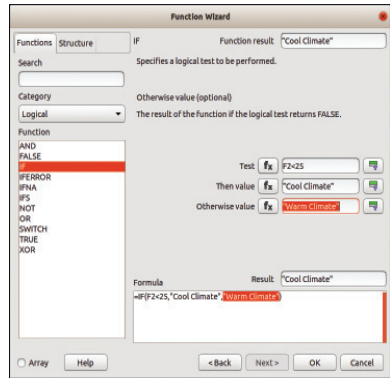 Function Wizard
Functions Structure
IF Function result "Cool Climate"
Search
Specifies a logical test to be performed.
Category
Otherwise value (optional)
Logical
The result of the function if the logical test returns FALSE.
Function
AND
FALSE
IF
IFERROR
IFNA
IFS
NOT
OR
SWITCH
TRUE
XOR
Test fx F2<25
Then value fx "Cool Climate"
Otherwise value fx "Warm Climate"
Formula Result "Cool Climate"
=IF(F2<25,"Cool Climate","Warm Climate")
Array Help < Back Next > OK Cancel